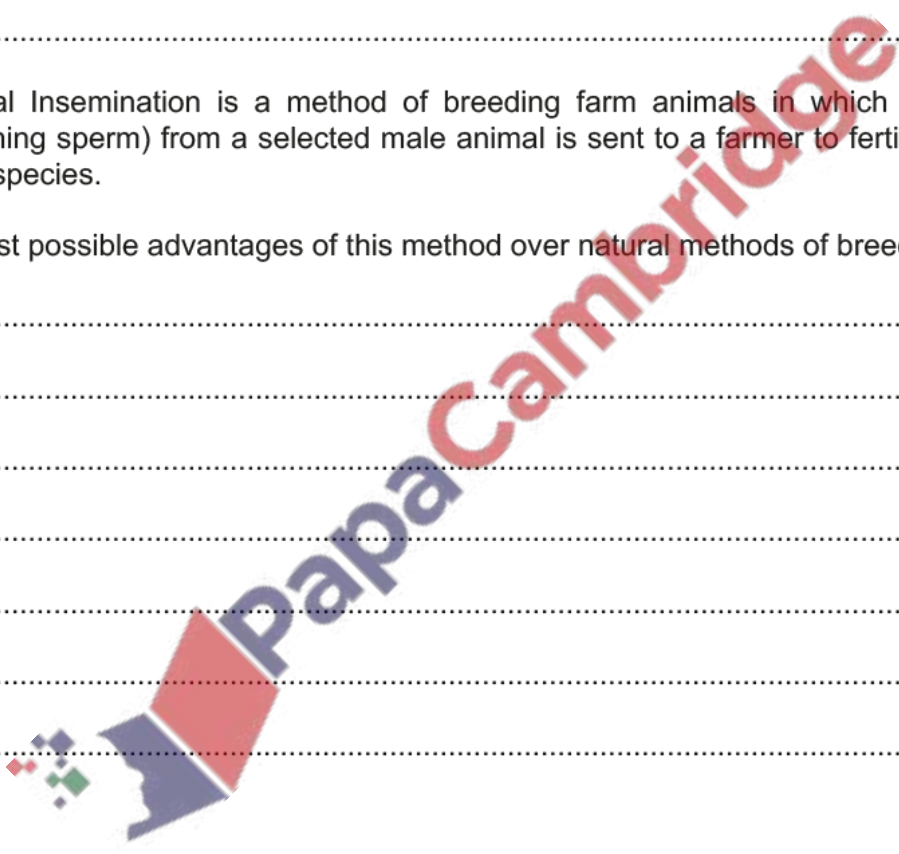 al Insemination is a method of breeding farm animals in which
ning sperm) from a selected male animal is sent to a farmer to ferti
species.
st possible advantages of this method over natural methods of bree
PapaCambridge